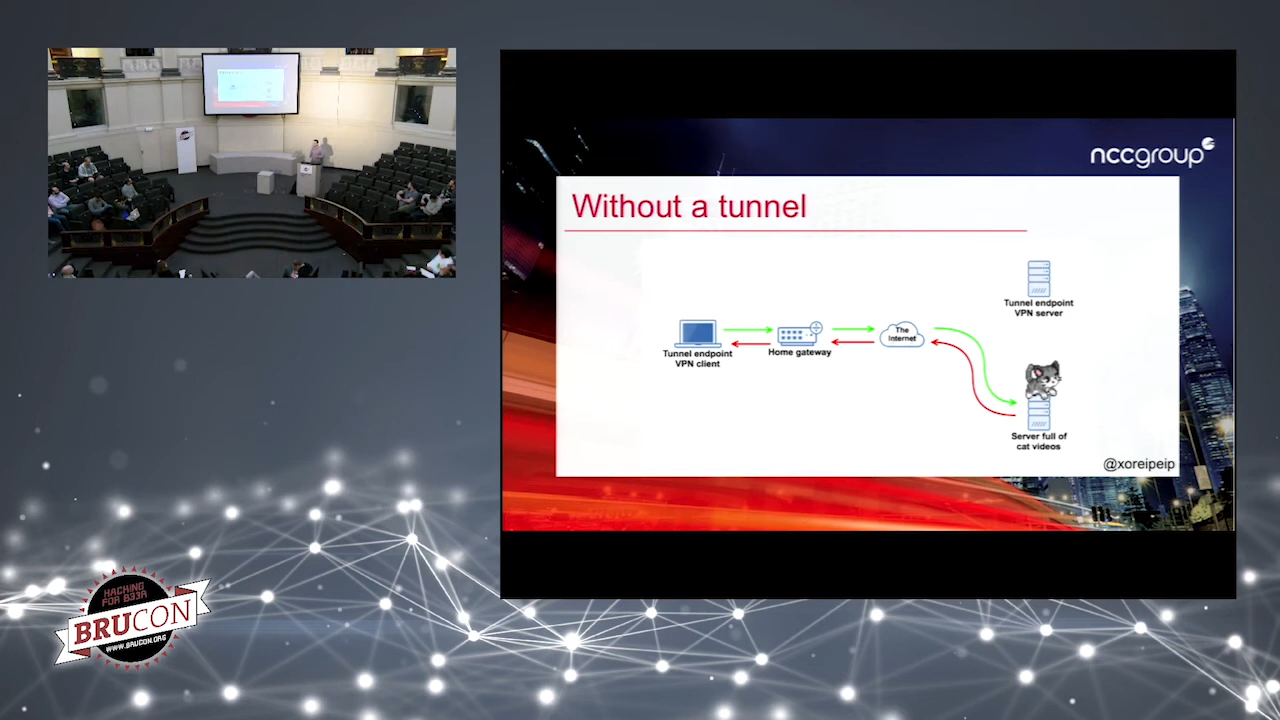 nccgroup
Without a tunnel
Tunnel endpoint
VPN server
The
Internet
Tunnel endpoint
VPN client
Home gateway
Server full of
cat videos
@xoreipeip
HACKING
FOR B33R
BRUCON
WWW.BRUCON.ORG